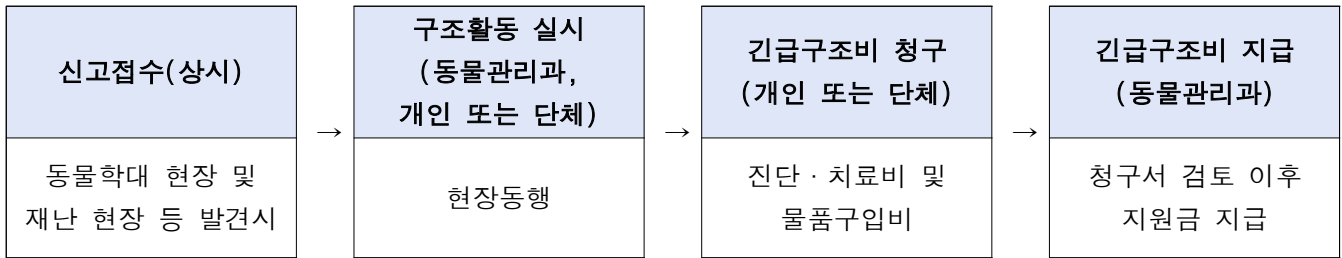 신고접수(상시)
동물학대 현장 및
재난 현장 등 발견시
→
구조활동 실시
(동물관리과,
개인 또는 단체)
현장동행
→
긴급구조비 청구
(개인 또는 단체)
진단·치료비 및
물품구입비
→
긴급구조비 지급
(동물관리과)
청구서 검토 이후
지원금 지급